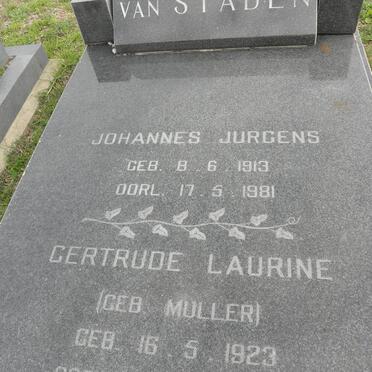 VAN STADEN
JOHANNES JURGENS
GEB. 8. 6. 1913
OORL. 17. 5. 1981
GERTRUDE LAURINE
(GEB MULLER)
GEB. 16. 5. 1923